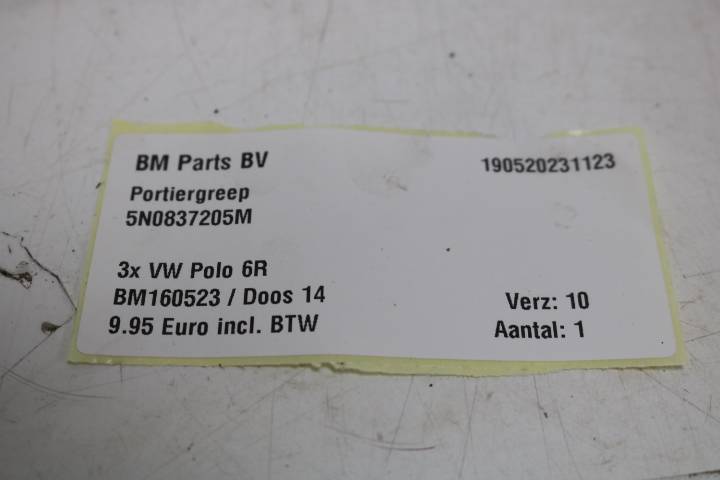 BM Parts BV 190520231123
Portiergreep
5N0837205M
3x VW Polo 6R
BM160523 / Doos 14 Verz: 10
9.95 Euro incl. BTW Aantal: 1